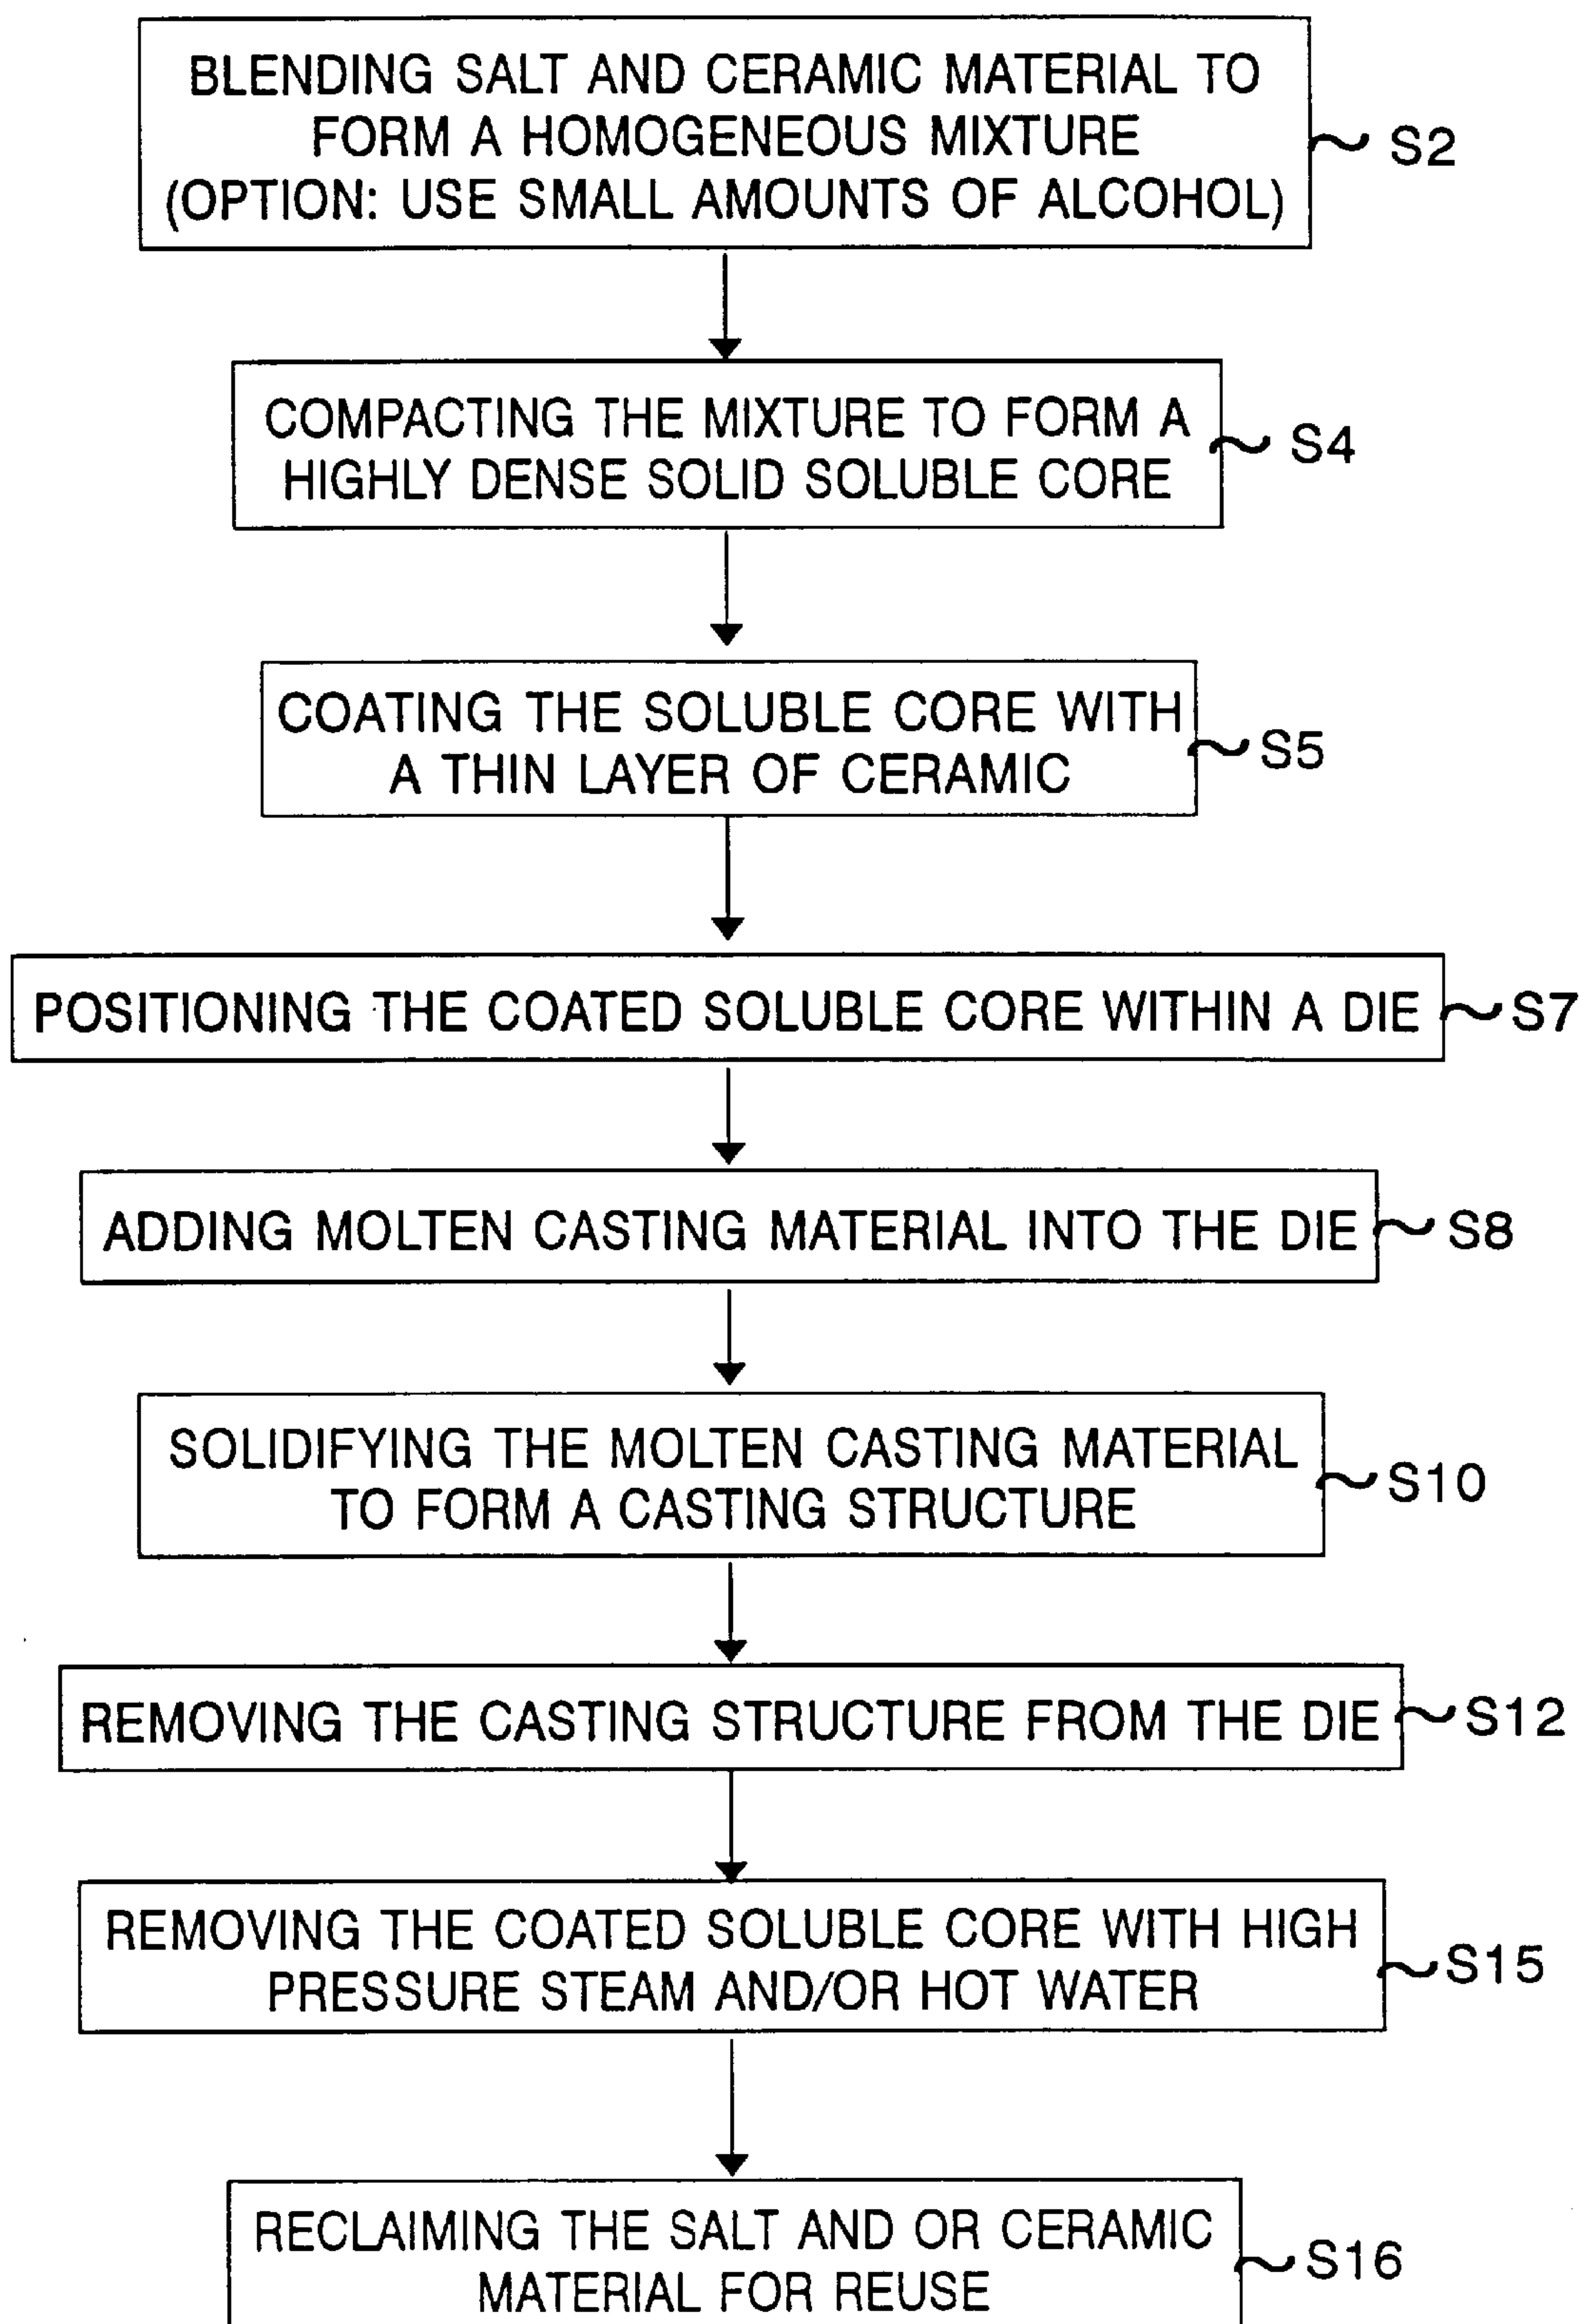 BLENDING SALT AND CERAMIC MATERIAL TO
FORM A HOMOGENEOUS MIXTURE
(OPTION: USE SMALL AMOUNTS OF ALCOHOL)
S2
COMPACTING THE MIXTURE TO FORM A
HIGHLY DENSE SOLID SOLUBLE CORE
S4
COATING THE SOLUBLE CORE WITH
A THIN LAYER OF CERAMIC
S5
POSITIONING THE COATED SOLUBLE CORE WITHIN A DIE
S7
ADDING MOLTEN CASTING MATERIAL INTO THE DIE
S8
SOLIDIFYING THE MOLTEN CASTING MATERIAL
TO FORM A CASTING STRUCTURE
S10
REMOVING THE CASTING STRUCTURE FROM THE DIE
S12
REMOVING THE COATED SOLUBLE CORE WITH HIGH
PRESSURE STEAM AND/OR HOT WATER
S15
RECLAIMING THE SALT AND OR CERAMIC
MATERIAL FOR REUSE
S16